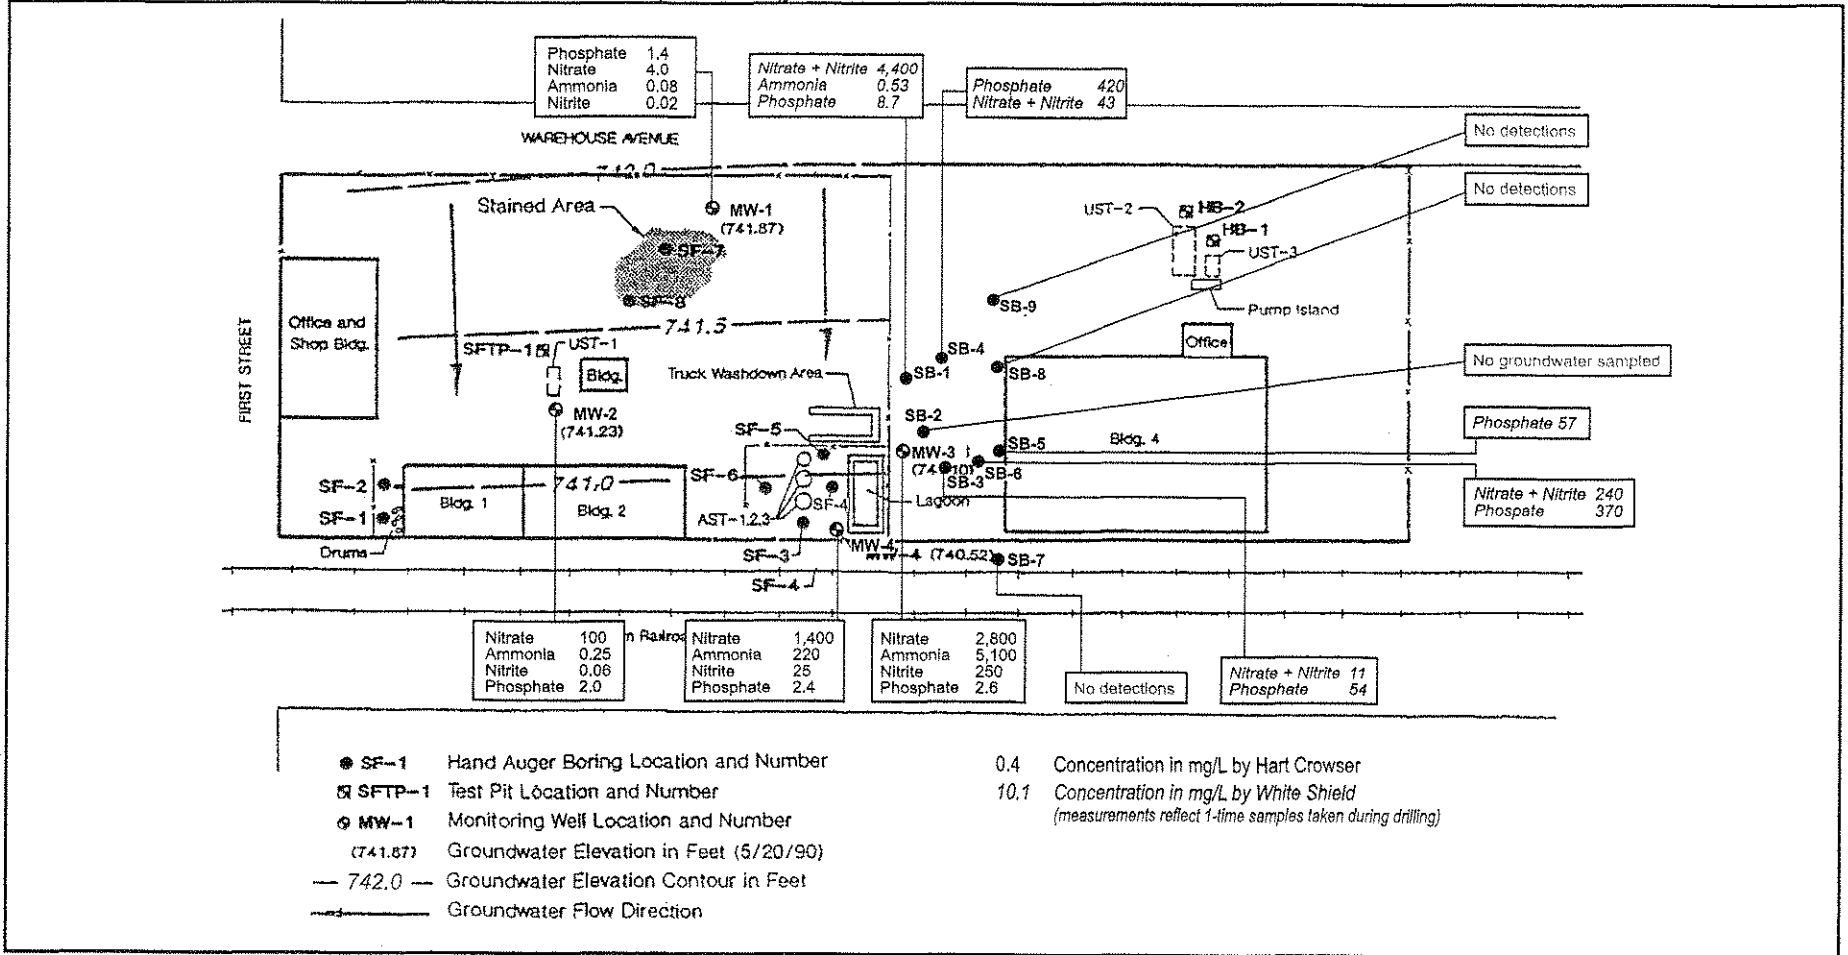 Phosphate 1.4
Nitrate 4.0
Ammonia 0.08
Nitrite 0.02
Nitrate + Nitrite 4,400
Ammonia 0.53
Phosphate 8.7
Phosphate 420
Nitrate + Nitrite 43
No detections
WAREHOUSE AVENUE
742.0
No detections
Stained Area
MW-1
(741.87)
UST-2
HB-2
HB-1
UST-3
SF-7
SF-8
SB-9
Pump Island
Office and
Shop Bldg.
FIRST STREET
741.5
SFTP-1
UST-1
Bldg.
Truck Washdown Area
SB-4
SB-1
SB-8
Office
No groundwater sampled
MW-2
(741.23)
SB-2
SF-5
MW-3
SB-5
Bldg. 4
Phosphate 57
SF-6
SB-6
SB-3
SF-2
741.0
Bldg. 1
Bldg. 2
SF-4
Lagoon
Nitrate + Nitrite 240
Phospate 370
SF-1
AST-1,2,3
Drums
SF-3
MW-4
MW-4 (740.52)
SB-7
SF-4
Nitrate 100
Ammonia 0.25
Nitrite 0.06
Phosphate 2.0
n Railroa
Nitrate 1,400
Ammonia 220
Nitrite 25
Phosphate 2.4
Nitrate 2,800
Ammonia 5,100
Nitrite 250
Phosphate 2.6
No detections
Nitrate + Nitrite 11
Phosphate 54
SF-1 Hand Auger Boring Location and Number
SFTP-1 Test Pit Location and Number
MW-1 Monitoring Well Location and Number
(741.87) Groundwater Elevation in Feet (5/20/90)
— 742.0 — Groundwater Elevation Contour in Feet
Groundwater Flow Direction
0.4 Concentration in mg/L by Hart Crowser
10.1 Concentration in mg/L by White Shield
(measurements reflect 1-time samples taken during drilling)